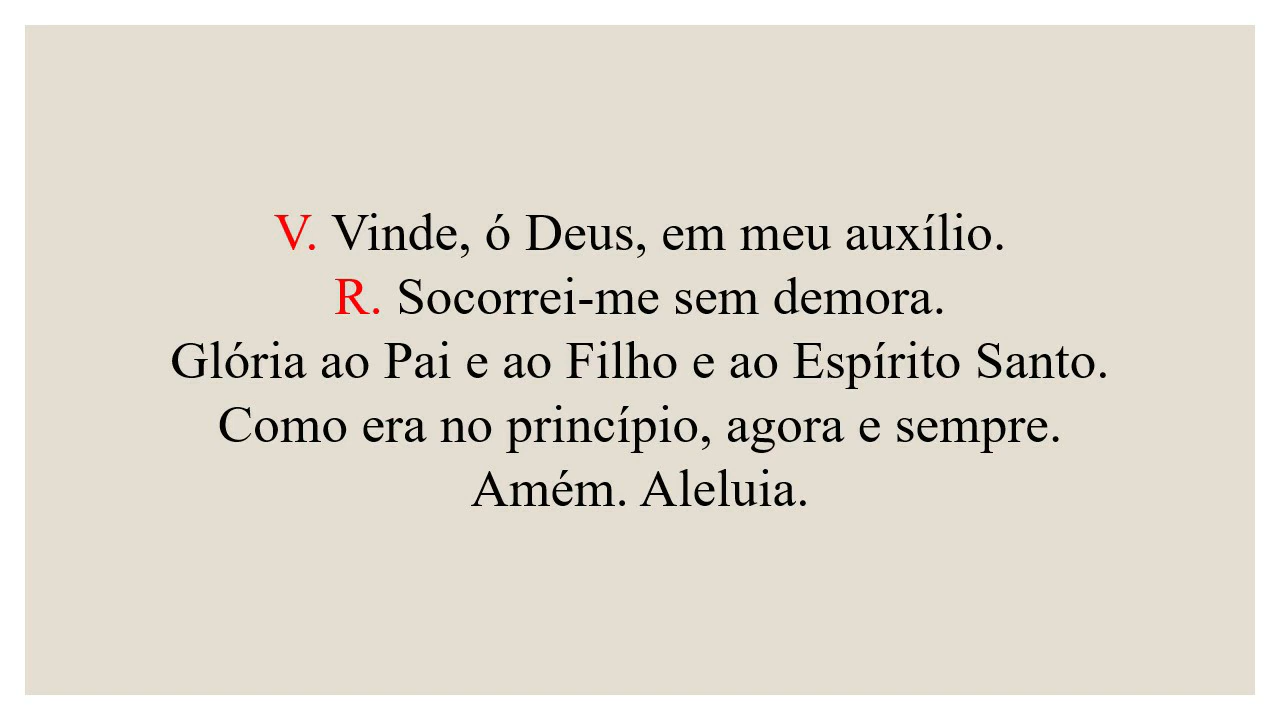 V. Vinde, ó Deus, em meu auxílio.
R. Socorrei-me sem demora.
Glória ao Pai e ao Filho e ao Espírito Santo.
Como era no princípio, agora e sempre.
Amém. Aleluia.